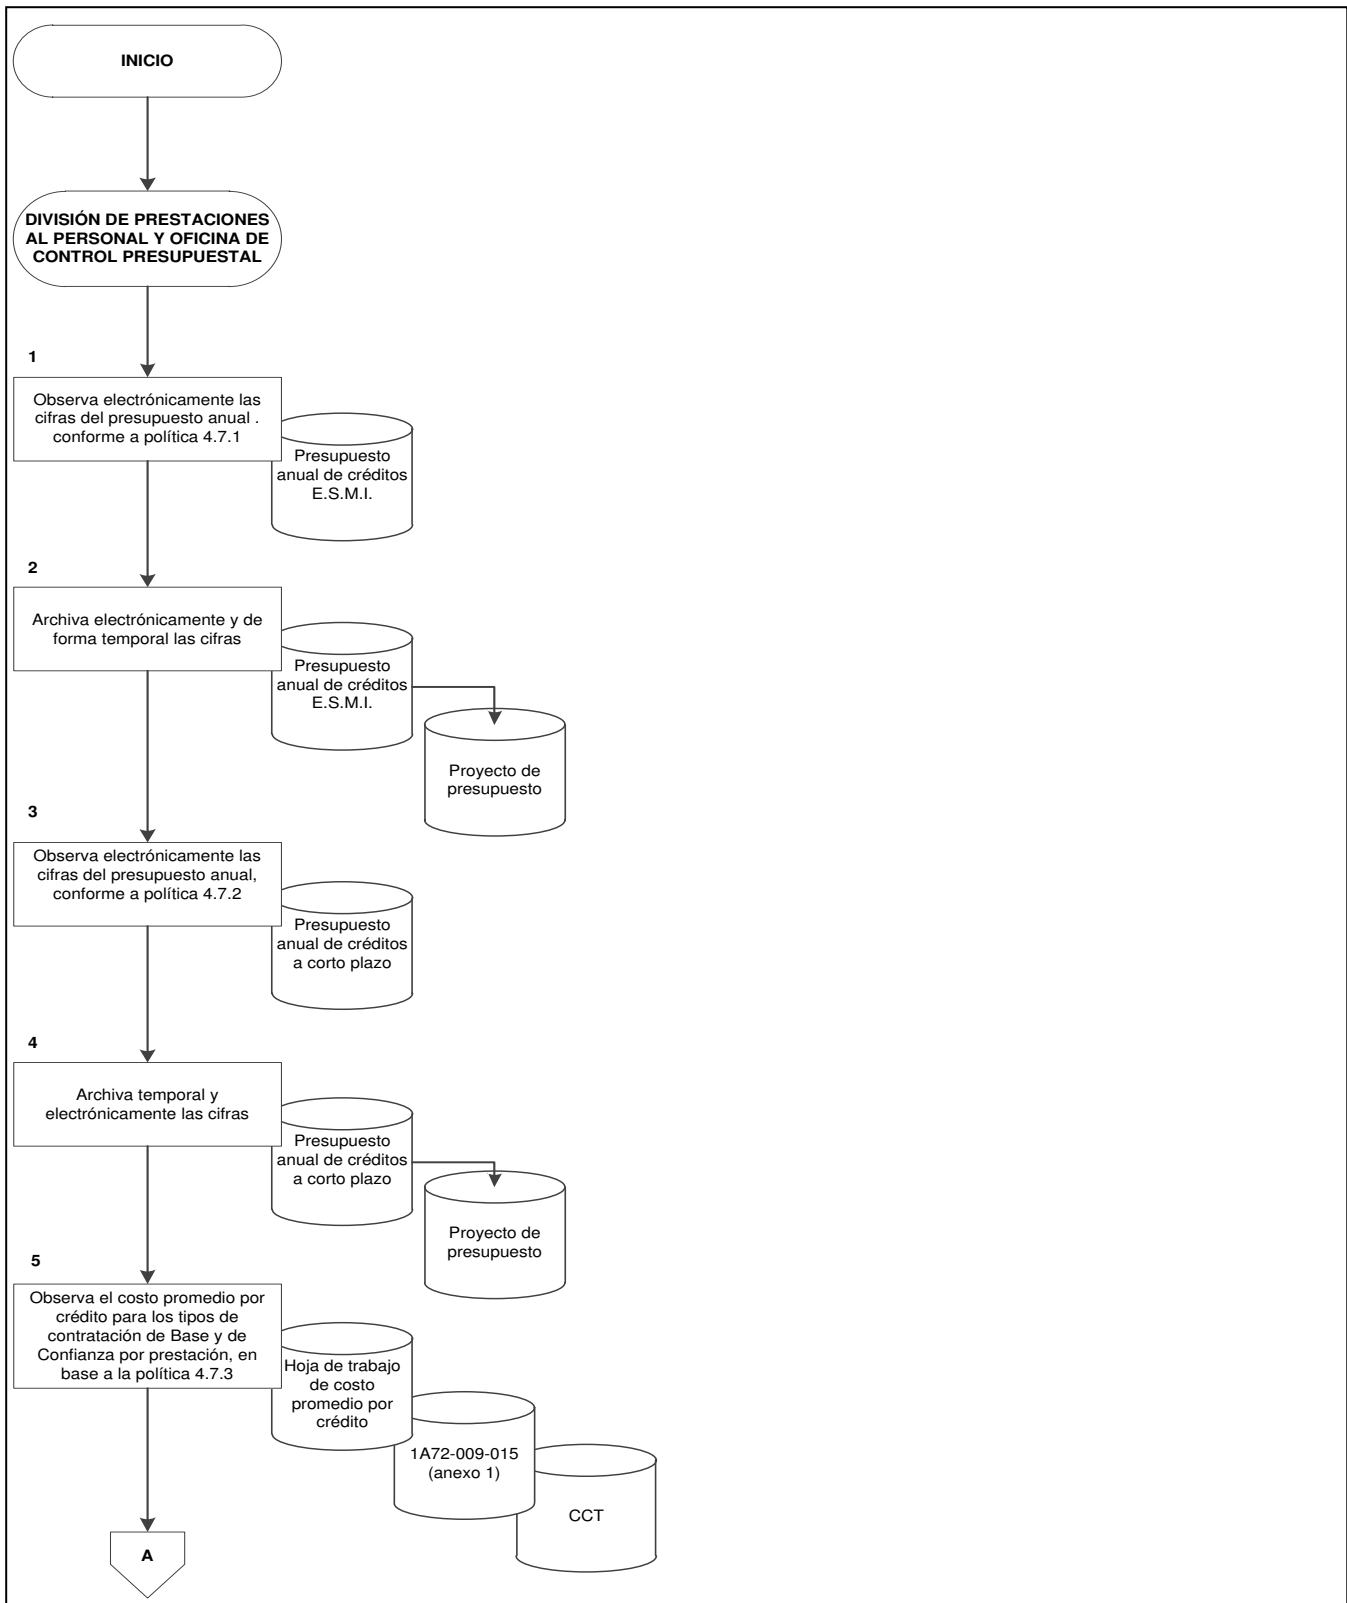 INICIO
DIVISIÓN DE PRESTACIONES
AL PERSONAL Y OFICINA DE
CONTROL PRESUPUESTAL
1
Observa electrónicamente las
cifras del presupuesto anual .
conforme a política 4.7.1
Presupuesto
anual de créditos
E.S.M.I.
2
Archiva electrónicamente y de
forma temporal las cifras
Presupuesto
anual de créditos
E.S.M.I.
Proyecto de
presupuesto
3
Observa electrónicamente las
cifras del presupuesto anual,
conforme a política 4.7.2
Presupuesto
anual de créditos
a corto plazo
4
Archiva temporal y
electrónicamente las cifras
Presupuesto
anual de créditos
a corto plazo
Proyecto de
presupuesto
5
Observa el costo promedio por
crédito para los tipos de
contratación de Base y de
Confianza por prestación, en
base a la política 4.7.3
Hoja de trabajo
de costo
promedio por
crédito
1A72-009-015
(anexo 1)
CCT
A